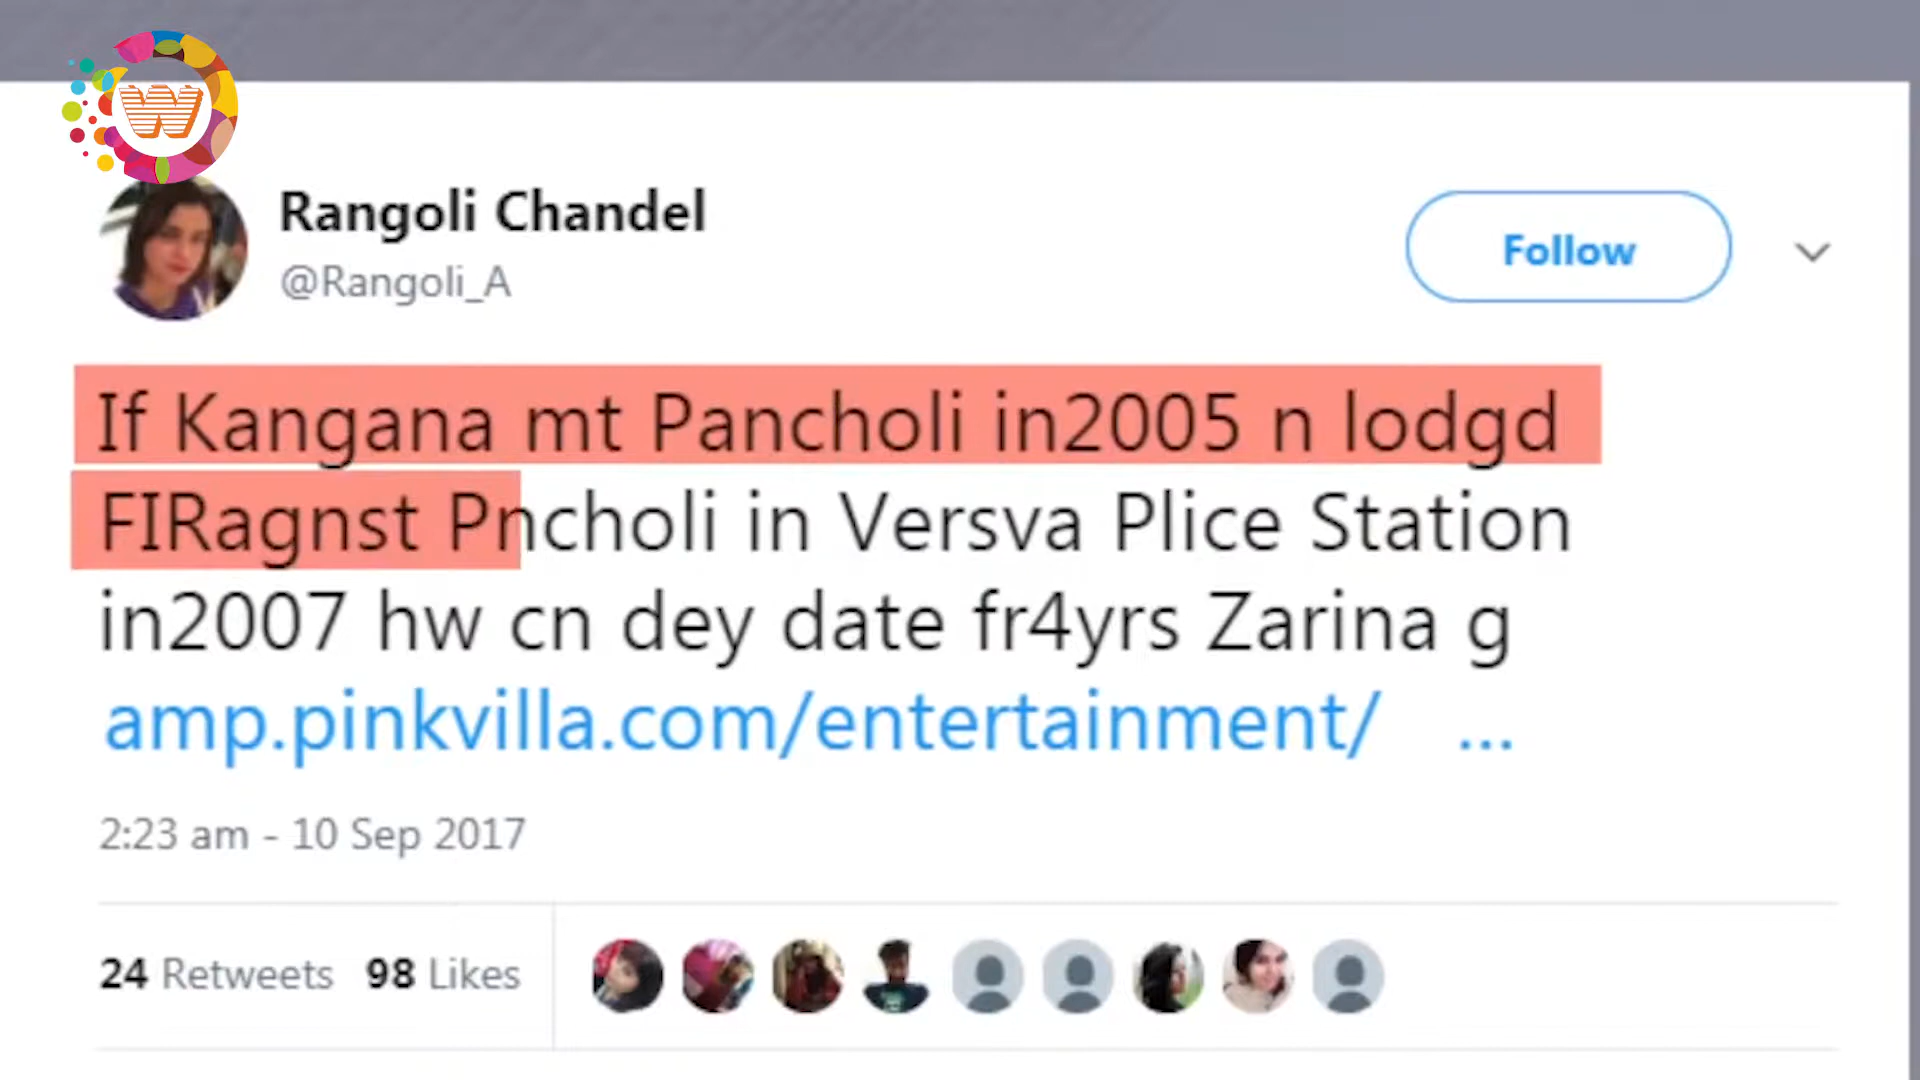 W
Rangoli Chandel
@Rangoli_A
Follow
If Kangana mt Pancholi in2005 n lodgd
FIRagnst Pncholi in Versva Plice Station
in2007 hw cn dey date fr4yrs Zarina g
amp.pinkvilla.com/entertainment/ ...
2:23 am - 10 Sep 2017
24 Retweets 98 Likes